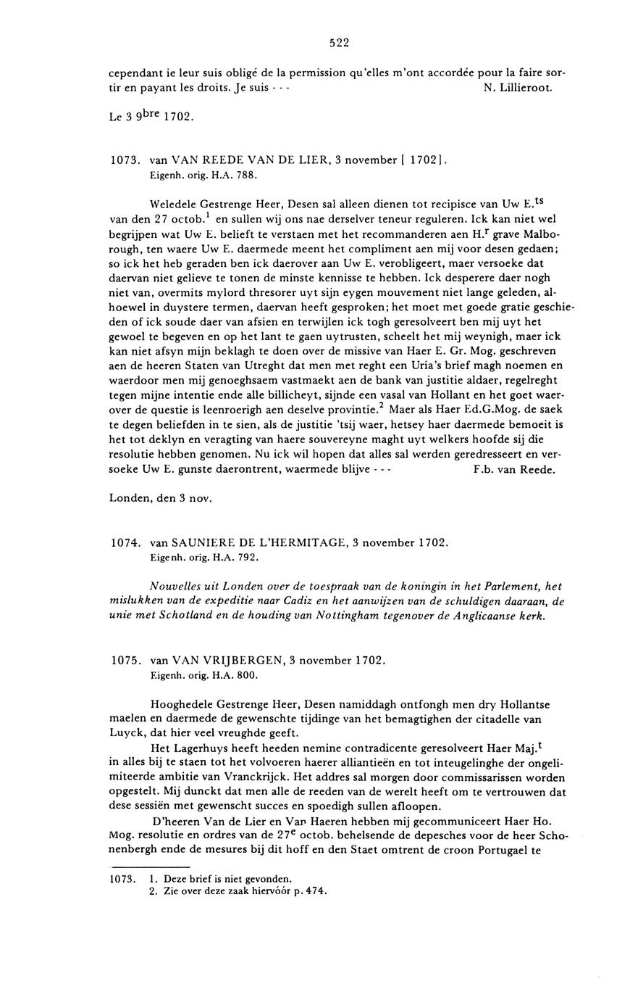 522
cependant ie leur suis obligé de la permission qu'elles m'ont accordée pour la faire sor-
tir en payant les droits. Je suis - - - N. Lillieroot.
Le 3 9bre 1702.
1073. van VAN REEDE VAN DE LIER, 3 november [ 1702].
Eigenh. orig. H.A. 788.
Weledele Gestrenge Heer, Desen sal alleen dienen tot recipisce van Uw E.ts
van den 27 octob.1 en sullen wij ons nae derselver teneur reguleren. Ick kan niet wel
begrijpen wat Uw E. belieft te verstaen met het recommanderen aen H.r grave Malbo-
rough, ten waere Uw E. daermede meent het compliment aen mij voor desen gedaen;
so ick het heb geraden ben ick daerover aan Uw E. verobligeert, maer versoeke dat
daervan niet gelieve te tonen de minste kennisse te hebben. Ick desperere daer nogh
niet van, overmits mylord thresorer uyt sijn eygen mouvement niet lange geleden, al-
hoewel in duystere termen, daervan heeft gesproken; het moet met goede gratie geschie-
den of ick soude daer van afsien en terwijlen ick togh geresolveert ben mij uyt het
gewoel te begeven en op het lant te gaen uytrusten, scheelt het mij weynigh, maer ick
kan niet afsyn mijn beklagh te doen over de missive van Haer E. Gr. Mog. geschreven
aen de heeren Staten van Utreght dat men met reght een Uria's brief magh noemen en
waerdoor men mij genoeghsaem vastmaekt aen de bank van justitie aldaer, regelreght
tegen mijne intentie ende alle billicheyt, sijnde een vasal van Hollant en het goet waer-
over de questie is leenroerigh aen deselve provintie.2 Maer als Haer Ed.G.Mog. de saek
te degen beliefden in te sien, als de justitie 'tsij waer, hetsey haer daermede bemoeit is
het tot deklyn en veragting van haere souvereyne maght uyt welkers hoofde sij die
resolutie hebben genomen. Nu ick wil hopen dat alles sal werden geredresseert en ver-
soeke Uw E. gunste daerontrent, waermede blijve - - - F.b. van Reede.
Londen, den 3 nov.
1074. van SAUNIERE DE L'HERMITAGE, 3 november 1702.
Eigenh. orig. H.A. 792.
Nouvelles uit Londen over de toespraak van de koningin in het Parlement, het
mislukken van de expeditie naar Cadiz en het aanwijzen van de schuldigen daaraan, de
unie met Schotland en de houding van Nottingham tegenover de Anglicaanse kerk.
1075. van VAN VRIJBERGEN, 3 november 1702.
Eigenh. orig. H.A. 800.
Hooghedele Gestrenge Heer, Desen namiddagh ontfongh men dry Hollantse
maelen en daermede de gewenschte tijdinge van het bemagtighen der citadelle van
Luyck, dat hier veel vreughde geeft.
Het Lagerhuys heeft heeden nemine contradicente geresolveert Haer Maj.t
in alles bij te staen tot het volvoeren haerer alliantieën en tot inteugelinghe der ongeli-
miteerde ambitie van Vranckrijck. Het addres sal morgen door commissarissen worden
opgestelt. Mij dunckt dat men alle de reeden van de werelt heeft om te vertrouwen dat
dese sessiën met gewenscht succes en spoedigh sullen afloopen.
D'heeren Van de Lier en Van Haeren hebben mij gecommuniceert Haer Ho.
Mog. resolutie en ordres van de 27e octob. behelsende de depesches voor de heer Scho-
nenbergh ende de mesures bij dit hoff en den Staet omtrent de croon Portugael te
1073. 1. Deze brief is niet gevonden.
2. Zie over deze zaak hiervóór p. 474.